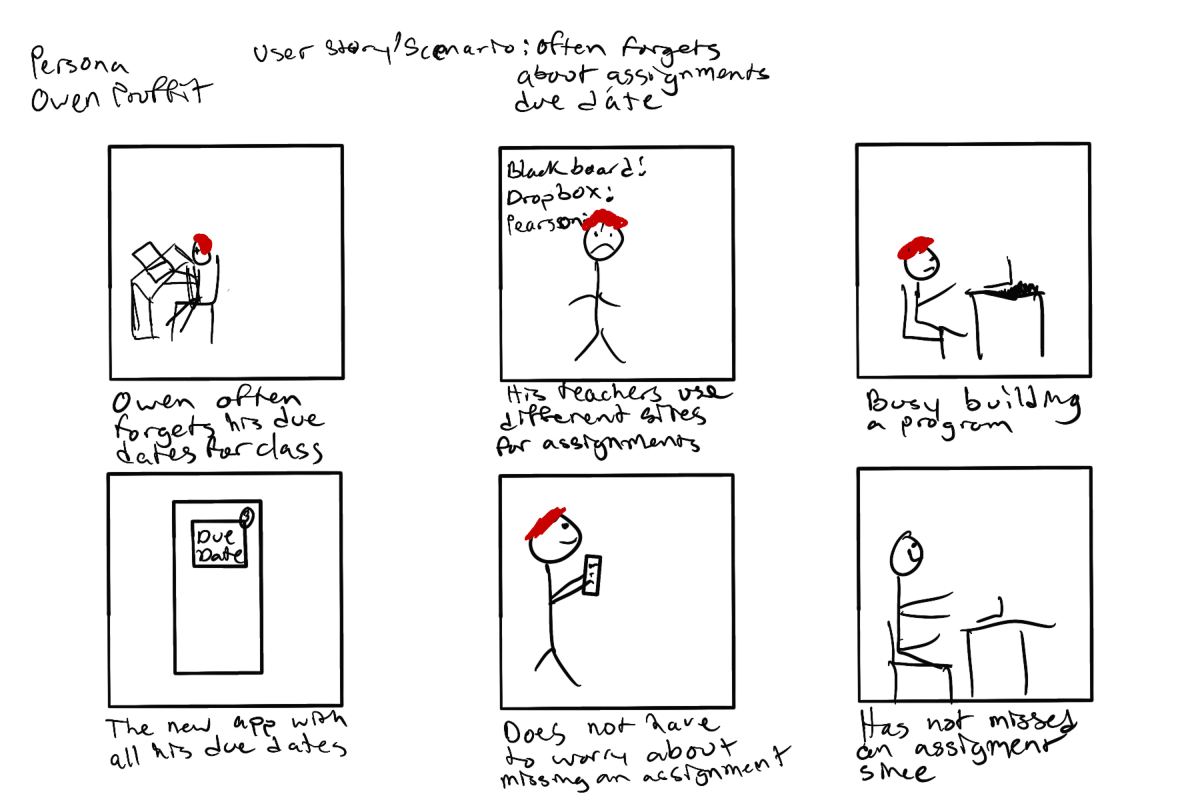 Persona
Owen Pouffit
User Story/Scenario: often forgets
about assignments
due date
Blackboard:
Dropbox:
Pearson:
Owen often
forgets his due
dates for class
His teachers use
different sites
for assignments
Busy building
a program
Due
Date
The new app with
all his due dates
Does not have
to worry about
missing an assignment
Has not missed
an assigment
since